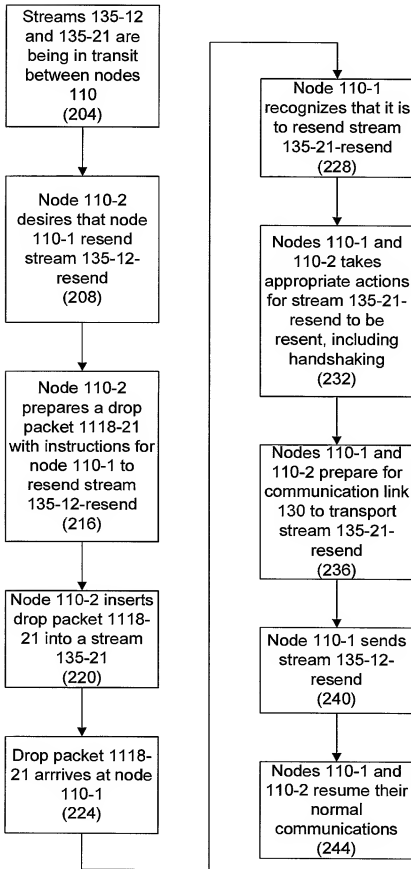 Streams 135-12
and 135-21 are
being in transit
between nodes
110
(204)
Node 110-2
desires that node
110-1 resend
stream 135-12-
resend
(208)
Node 110-2
prepares a drop
packet 1118-21
with instructions for
node 110-1 to
resend stream
135-12-resend
(216)
Node 110-2 inserts
drop packet 1118-
21 into a stream
135-21
(220)
Drop packet 1118-
21 arrrives at node
110-1
(224)
Node 110-1
recognizes that it is
to resend stream
135-21-resend
(228)
Nodes 110-1 and
110-2 takes
appropriate actions
for stream 135-21-
resend to be
resent, including
handshaking
(232)
Nodes 110-1 and
110-2 prepare for
communication link
130 to transport
stream 135-21-
resend
(236)
Node 110-1 sends
stream 135-12-
resend
(240)
Nodes 110-1 and
110-2 resume their
normal
communications
(244)